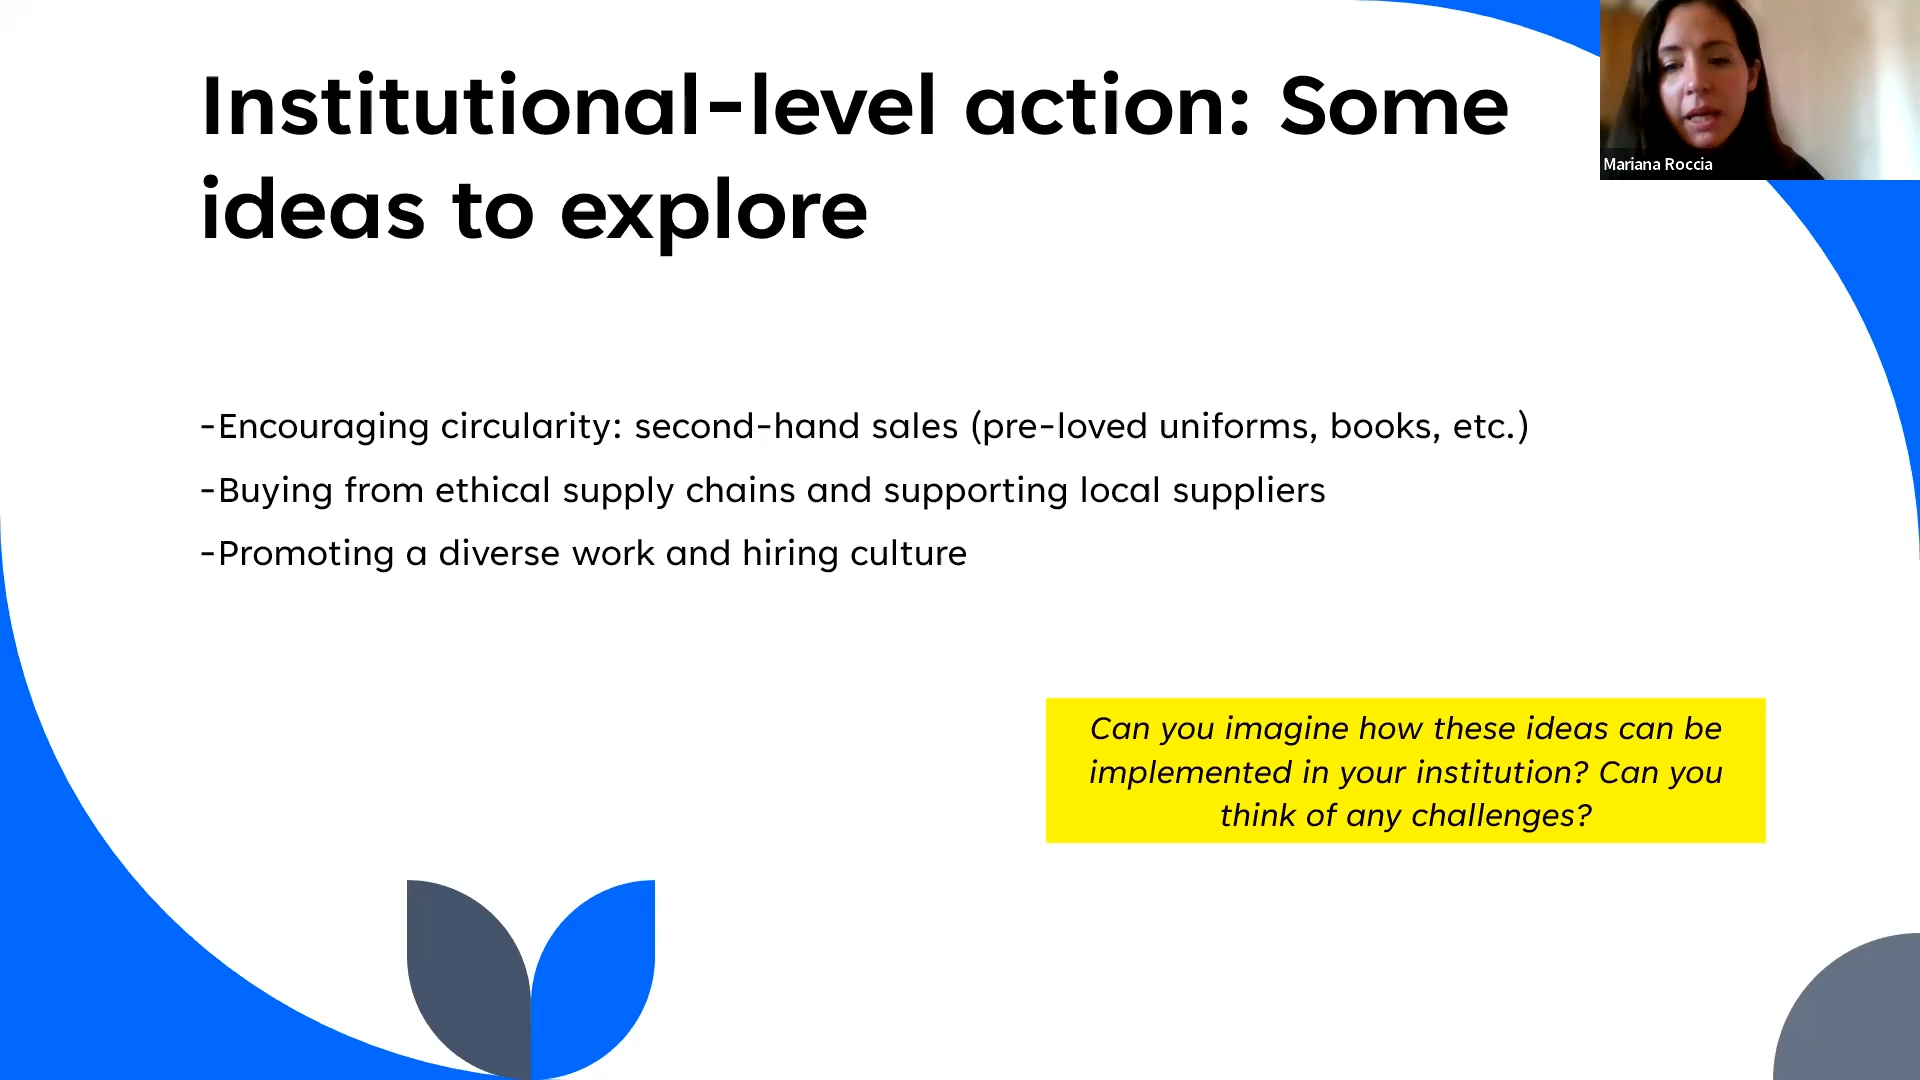 Institutional-level action: Some
ideas to explore
Mariana Roccia
-Encouraging circularity: second-hand sales (pre-loved uniforms, books, etc.)
-Buying from ethical supply chains and supporting local suppliers
-Promoting a diverse work and hiring culture
Can you imagine how these ideas can be
implemented in your institution? Can you
think of any challenges?